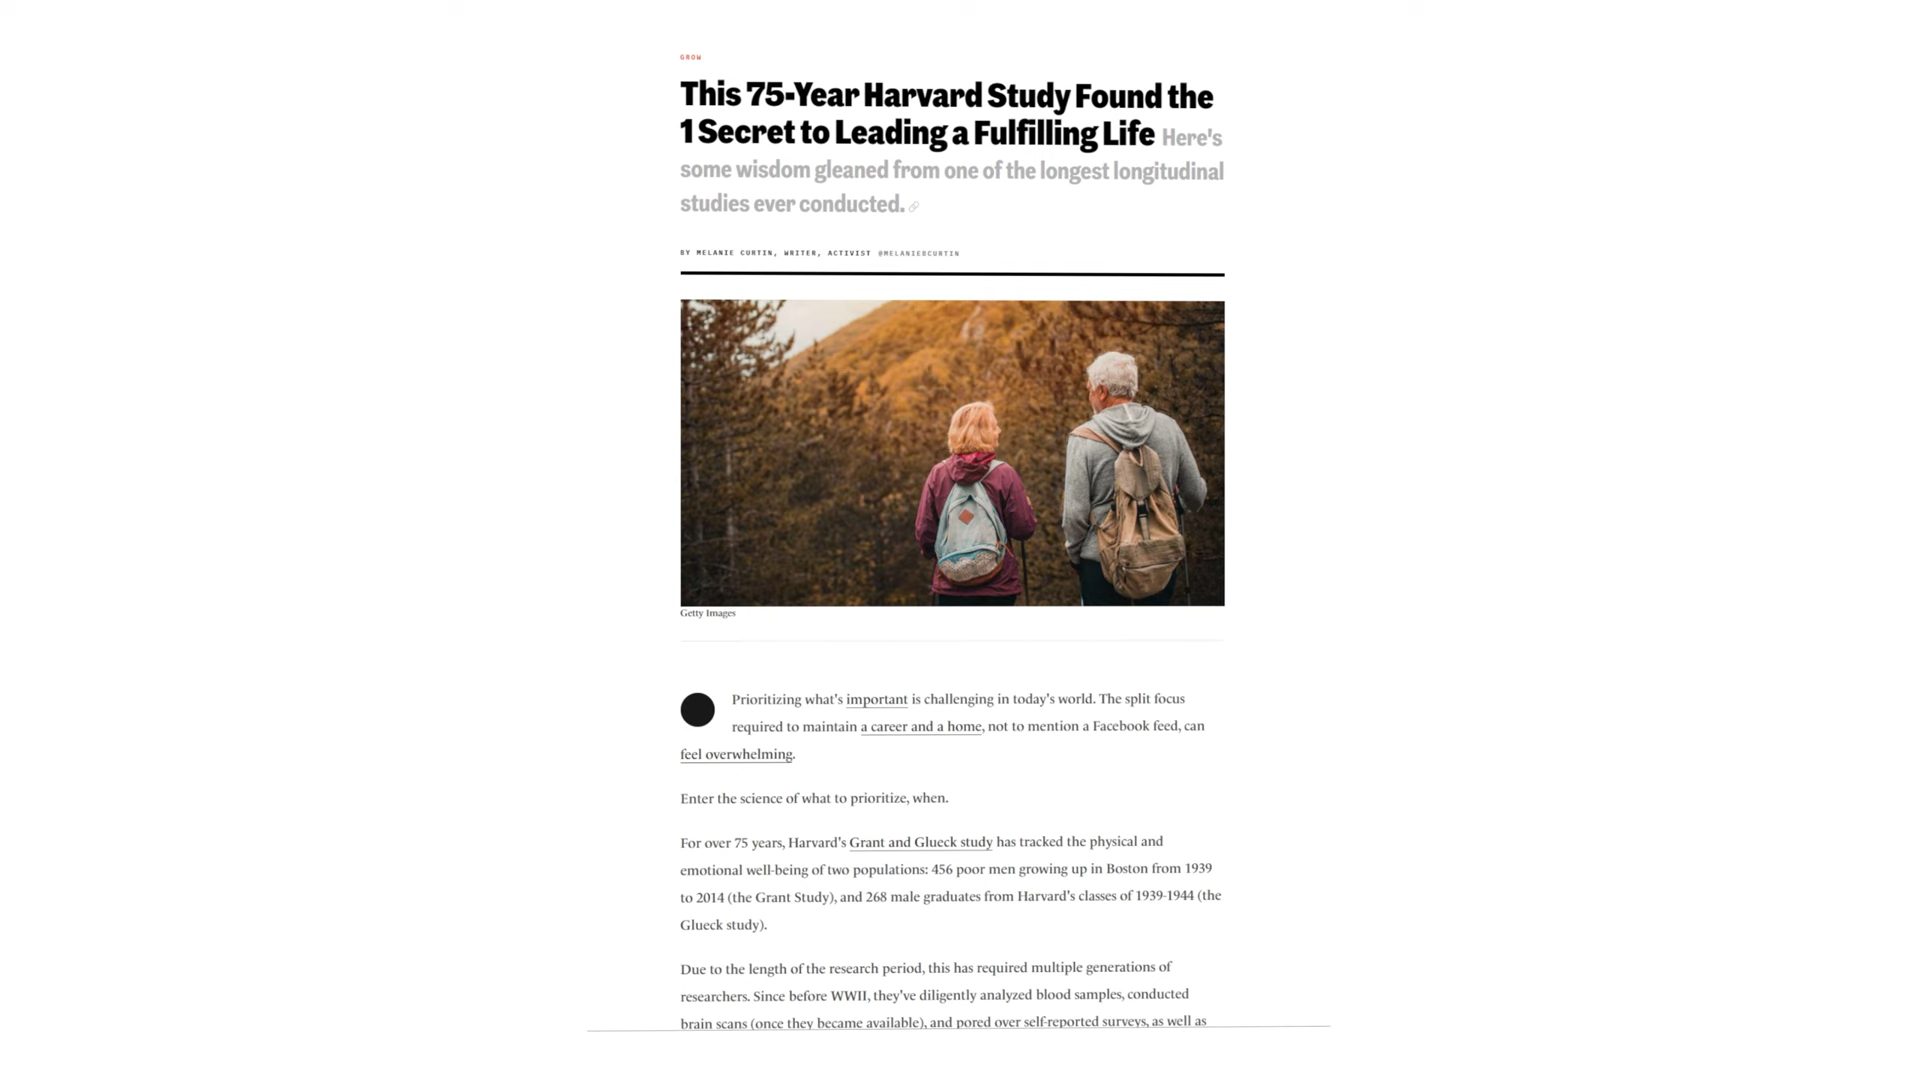 GROW
This 75-Year Harvard Study Found the
1 Secret to Leading a Fulfilling Life Here's
some wisdom gleaned from one of the longest longitudinal
studies ever conducted.
BY MELANIE CURTIN, WRITER, ACTIVIST @MELANIEBCURTIN
Getty Images
Prioritizing what's important is challenging in today's world. The split focus
required to maintain a career and a home, not to mention a Facebook feed, can
feel overwhelming.
Enter the science of what to prioritize, when.
For over 75 years, Harvard's Grant and Glueck study has tracked the physical and
emotional well-being of two populations: 456 poor men growing up in Boston from 1939
to 2014 (the Grant Study), and 268 male graduates from Harvard's classes of 1939-1944 (the
Glueck study).
Due to the length of the research period, this has required multiple generations of
researchers. Since before WWII, they've diligently analyzed blood samples, conducted
brain scans (once they became available), and pored over self-reported surveys, as well as